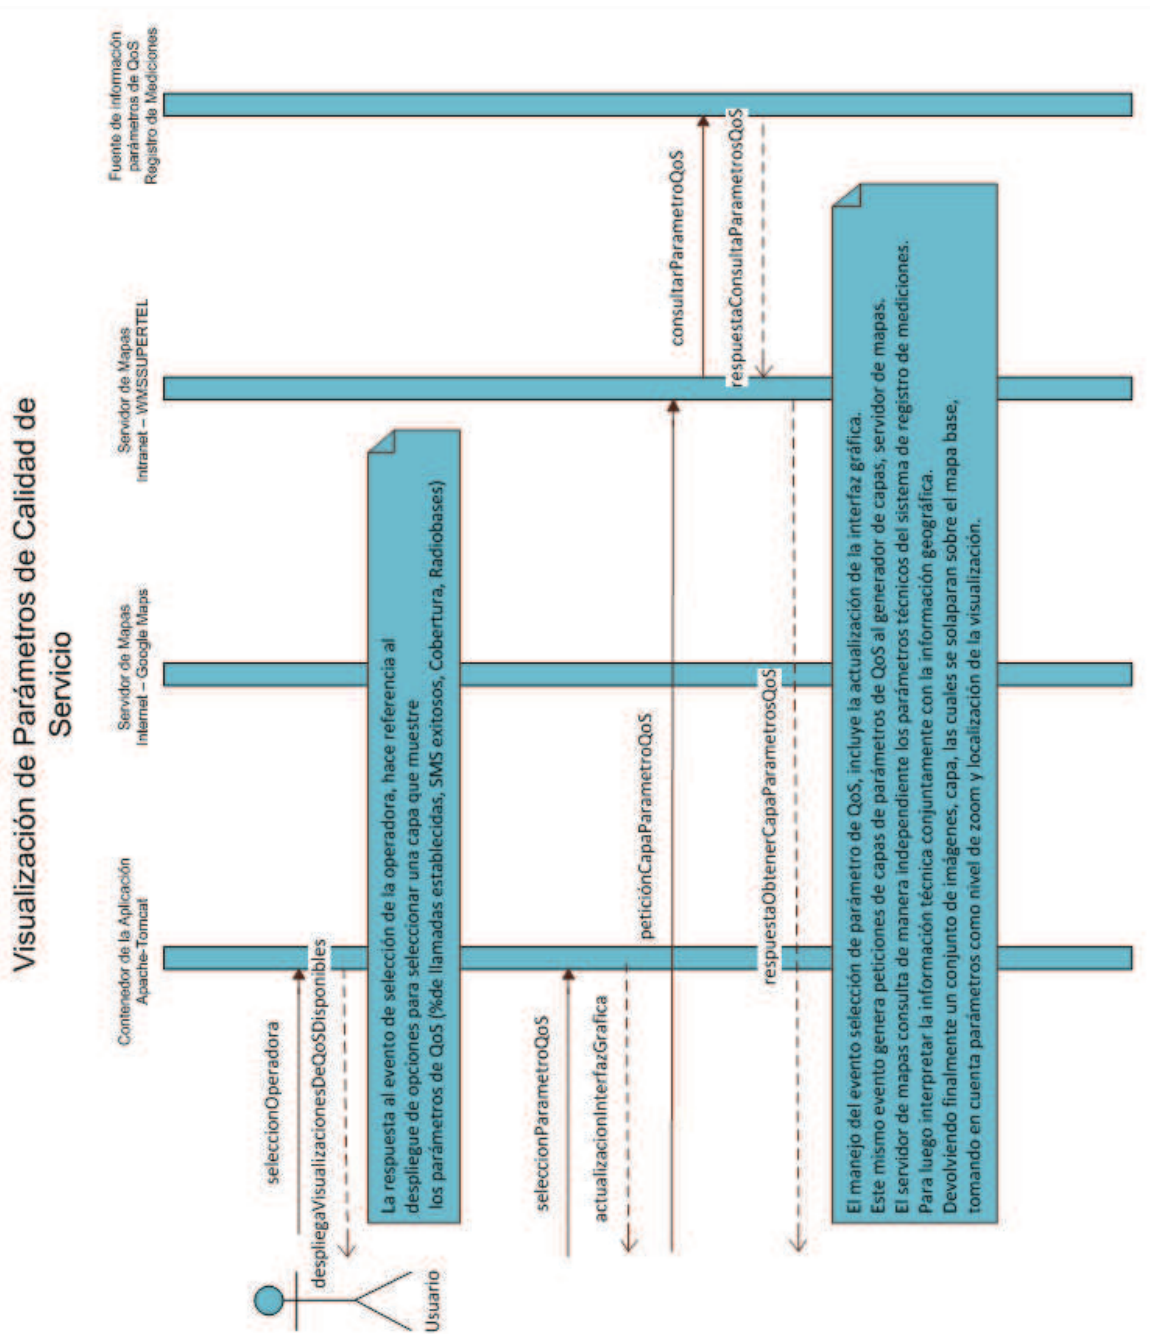 Visualización de Parámetros de Calidad de
Servicio
Contenedor de la Aplicación
Apache-Tomcat
Servidor de Mapas
Internet – Google Maps
Servidor de Mapas
Intranet – WMSSUPERTEL
Fuente de información
parámetros de QoS
Registro de Mediciones
Usuario
seleccionOperadora
despliegaVisualizacionesDeQoSDisponibles
La respuesta al evento de selección de la operadora, hace referencia al
despliegue de opciones para seleccionar una capa que muestre
los parámetros de QoS (%de llamadas establecidas, SMS exitosos, Cobertura, Radiobases)
seleccionParametroQoS
actualizacionInterfazGrafica
peticiónCapaParametroQoS
consultarParametroQoS
respuestaConsultaParametrosQoS
respuestaObtenerCapaParametrosQoS
El manejo del evento selección de parámetro de QoS, incluye la actualización de la interfaz gráfica.
Este mismo evento genera peticiones de capas de parámetros de QoS al generador de capas, servidor de mapas.
El servidor de mapas consulta de manera independiente los parámetros técnicos del sistema de registro de mediciones.
Para luego interpretar la información técnica conjuntamente con la información geográfica.
Devolviendo finalmente un conjunto de imágenes, capa, las cuales se solaparan sobre el mapa base,
tomando en cuenta parámetros como nivel de zoom y localización de la visualización.